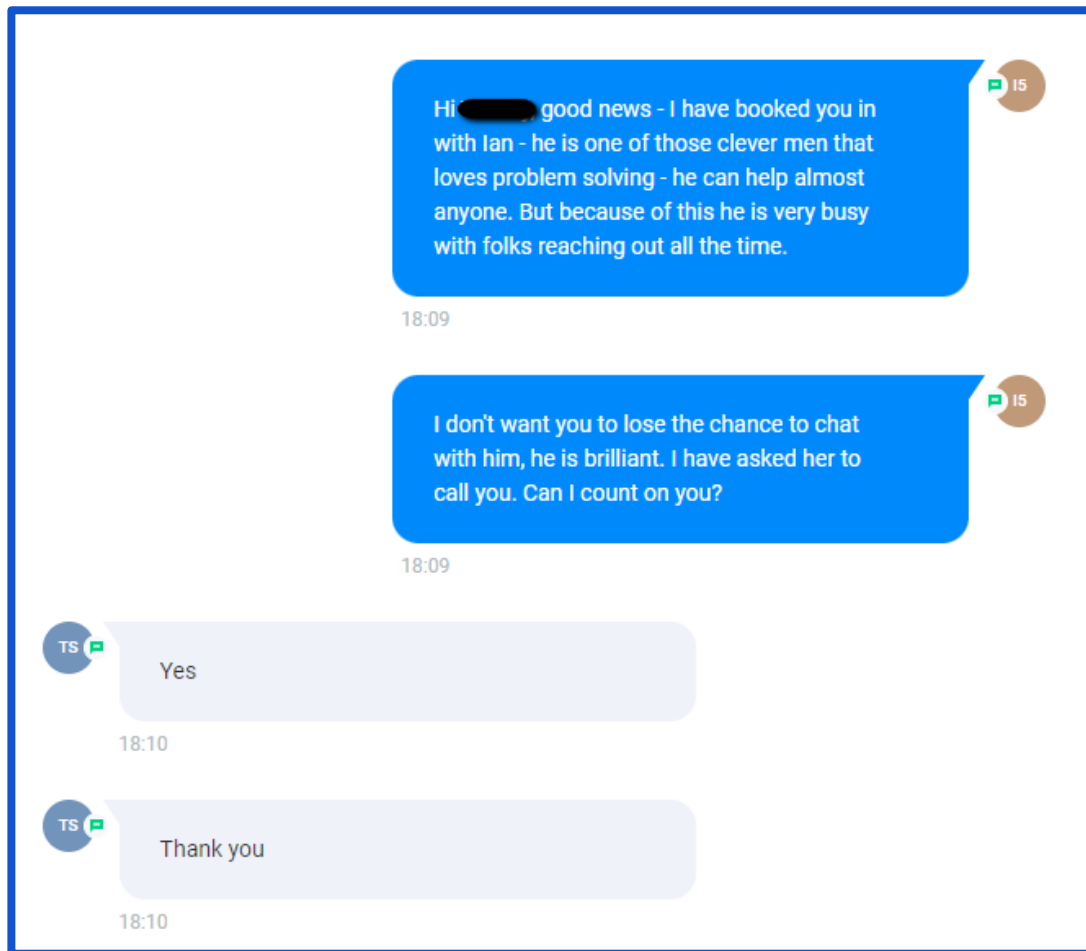 Hi good news - I have booked you in
with Ian - he is one of those clever men that
loves problem solving - he can help almost
anyone. But because of this he is very busy
with folks reaching out all the time.
I5
18:09
I don't want you to lose the chance to chat
with him, he is brilliant. I have asked her to
call you. Can I count on you?
I5
18:09
TS
Yes
18:10
TS
Thank you
18:10